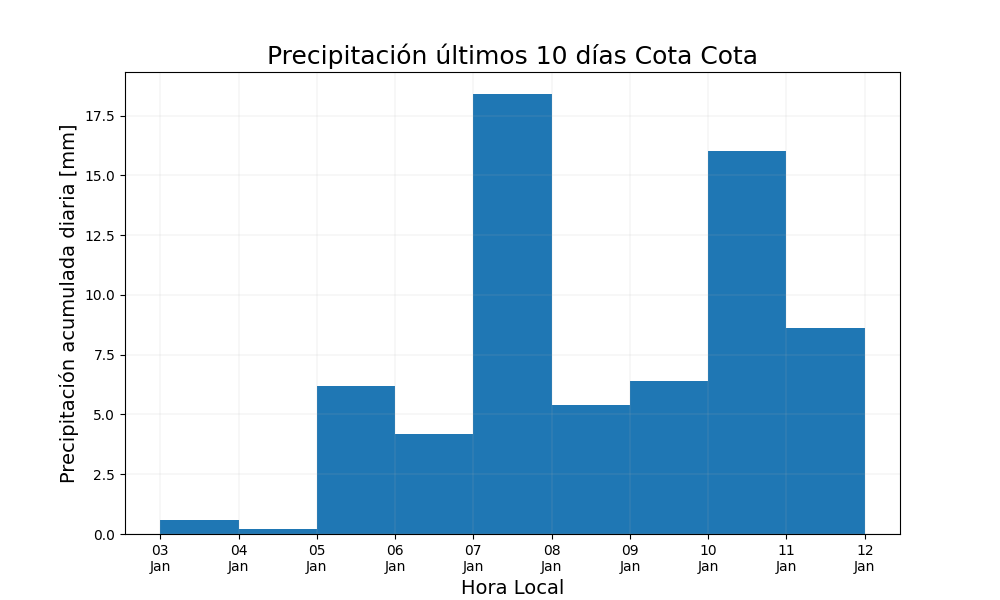 Precipitación últimos 10 días Cota Cota
Precipitación acumulada diaria [mm]
17.5
15.0
12.5
10.0
7.5
5.0
2.5
0.0
03 04 05 06 07 08 09 10 11 12
Jan Jan Jan Jan Jan Jan Jan Jan Jan Jan
Hora Local